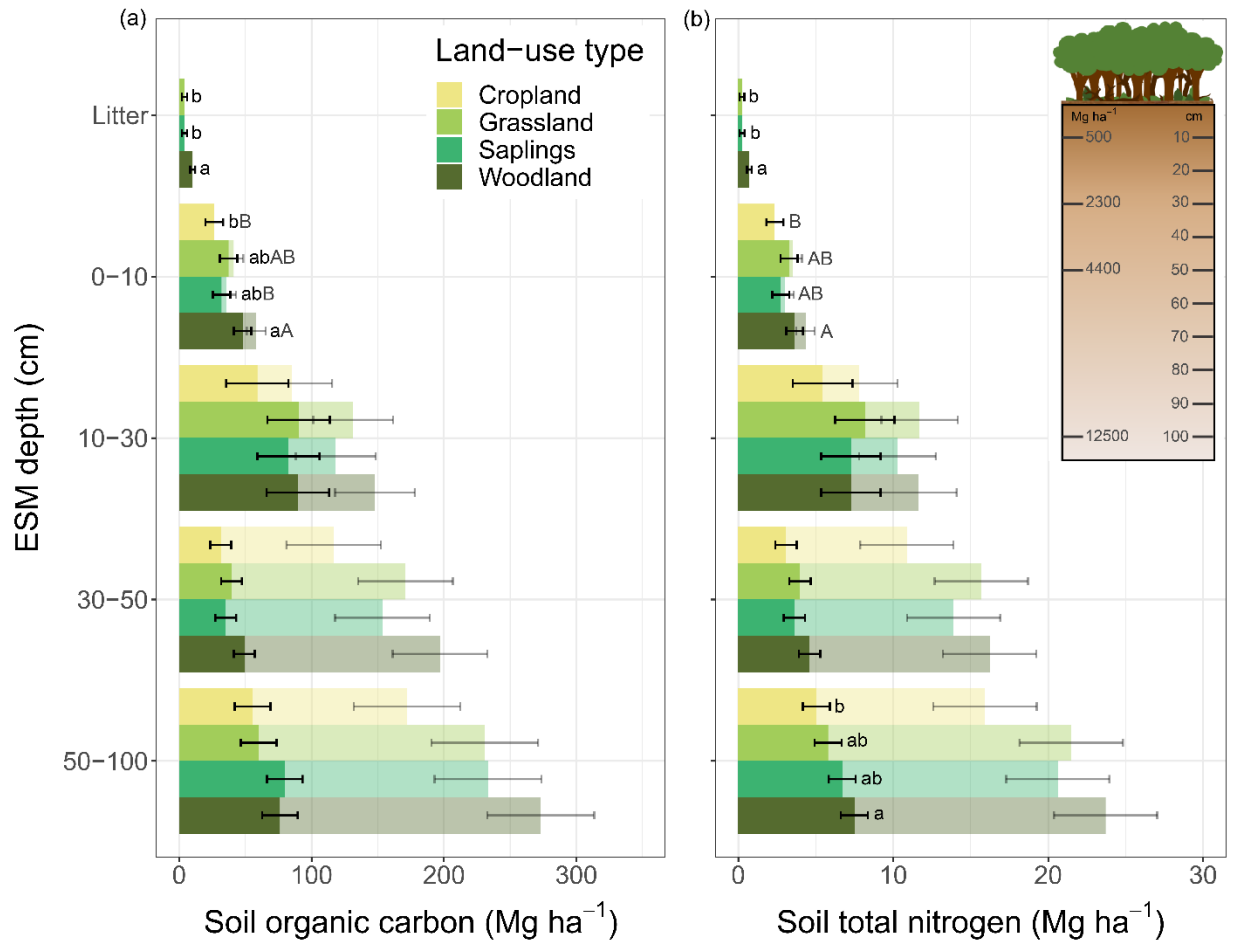 (a)
(b)
Land−use type
Cropland
Grassland
Saplings
Woodland
ESM depth (cm)
Litter
b
b
a
0−10
bB
abAB
abB
aA
10−30
30−50
50−100
0
100
200
300
Soil organic carbon (Mg ha⁻¹)
b
b
a
B
AB
AB
A
b
ab
ab
a
0
10
20
30
Soil total nitrogen (Mg ha⁻¹)
Mg ha⁻¹ cm
500 10
20
2300 30
40
4400 50
60
70
80
90
12500 100